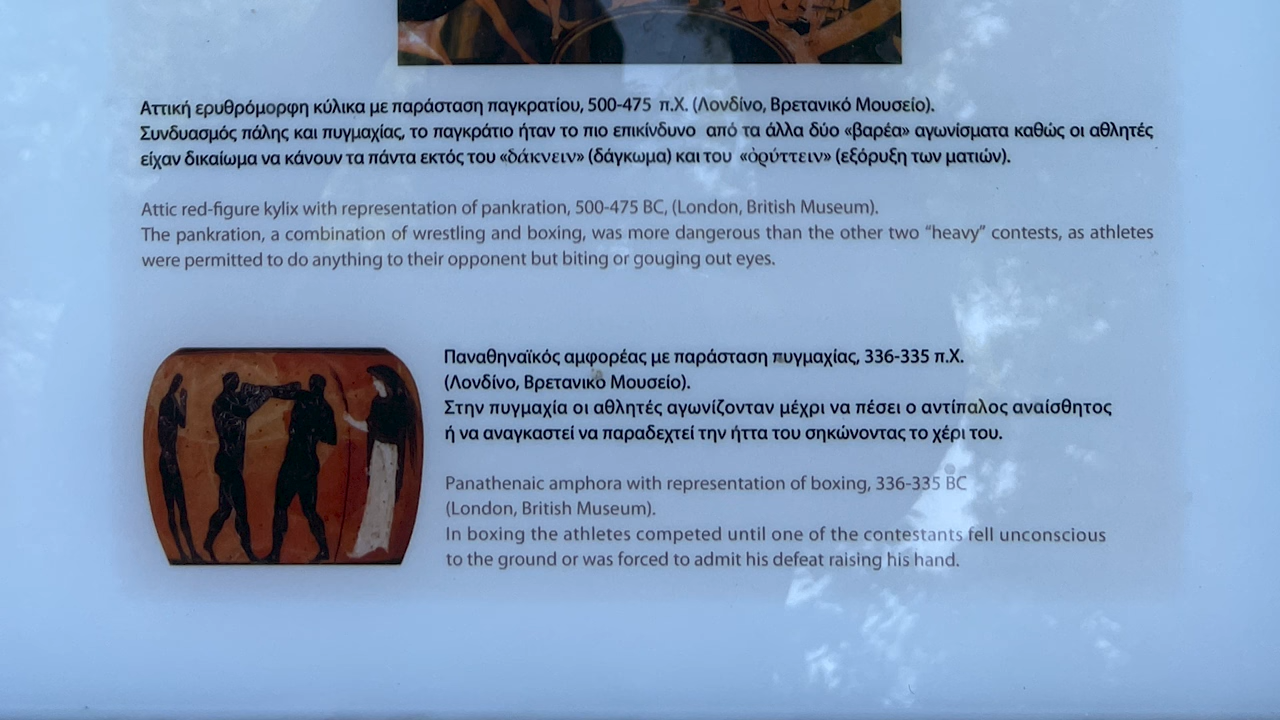 Αττική ερυθρόμορφη κύλικα με παράσταση παγκρατίου, 500-475 π.Χ. (Λονδίνο, Βρετανικό Μουσείο).
Συνδυασμός πάλης και πυγμαχίας, το παγκράτιο ήταν το πιο επικίνδυνο από τα άλλα δύο «βαρέα» αγωνίσματα καθώς οι αθλητές
είχαν δικαίωμα να κάνουν τα πάντα εκτός του «δάκνειν» (δάγκωμα) και του «ὀρύττειν» (εξόρυξη των ματιών).
Attic red-figure kylix with representation of pankration, 500-475 BC, (London, British Museum).
The pankration, a combination of wrestling and boxing, was more dangerous than the other two “heavy” contests, as athletes
were permitted to do anything to their opponent but biting or gouging out eyes.
Παναθηναϊκός αμφορέας με παράσταση πυγμαχίας, 336-335 π.Χ.
(Λονδίνο, Βρετανικό Μουσείο).
Στην πυγμαχία οι αθλητές αγωνίζονταν μέχρι να πέσει ο αντίπαλος αναίσθητος
ή να αναγκαστεί να παραδεχτεί την ήττα του σηκώνοντας το χέρι του.
Panathenaic amphora with representation of boxing, 336-335 BC
(London, British Museum).
In boxing the athletes competed until one of the contestants fell unconscious
to the ground or was forced to admit his defeat raising his hand.